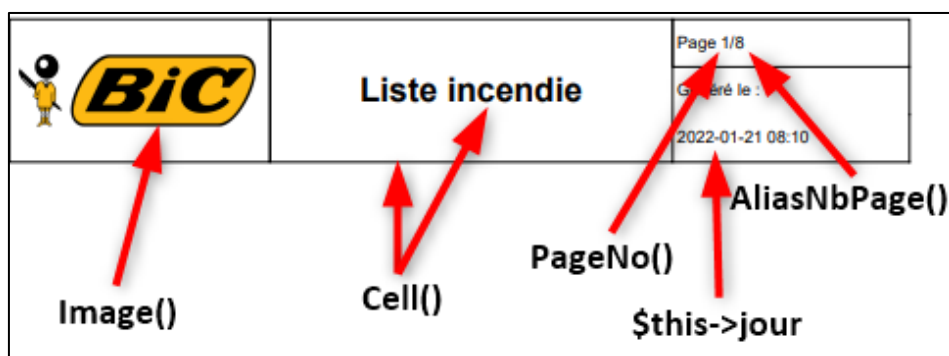 BiC
Liste incendie
Page 1/8
Généré le :
2022-01-21 08:10
AliasNbPage()
PageNo()
Cell()
Image()
$this->jour